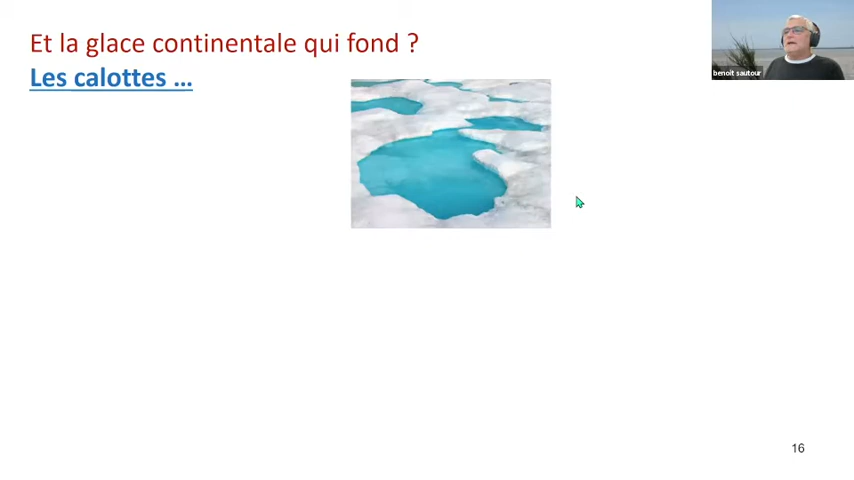 Et la glace continentale qui fond ?
Les calottes …
benoit sautour
16